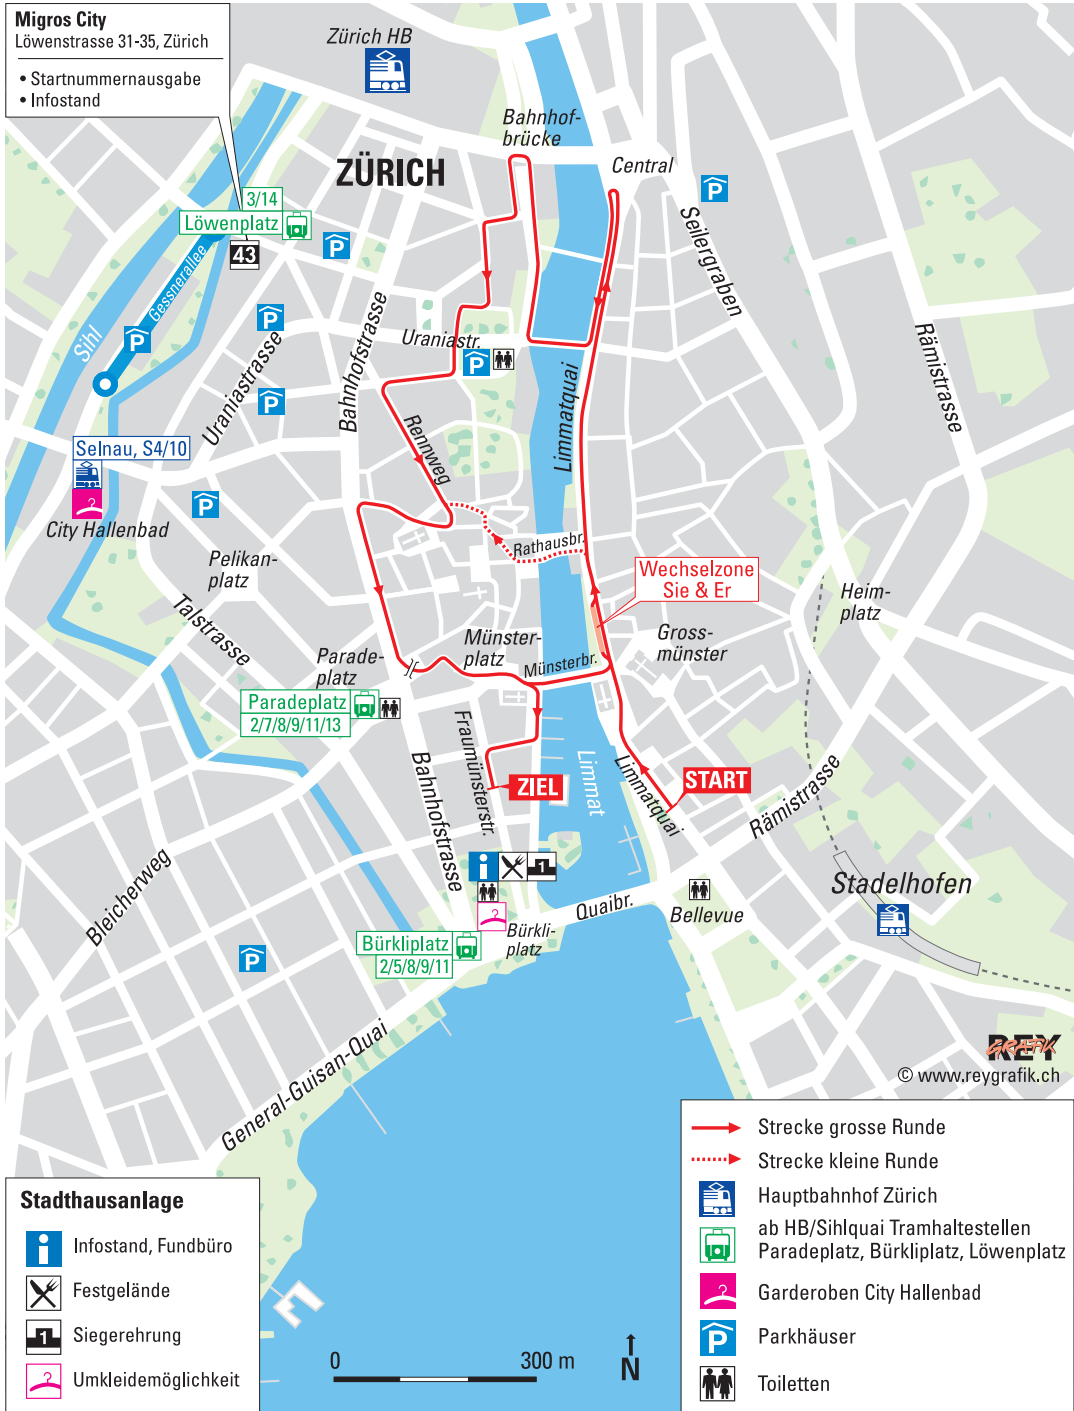 Migros City
Löwenstrasse 31-35, Zürich
• Startnummernausgabe
• Infostand
Zürich HB
Bahnhof-
brücke
Central
ZÜRICH
3/14
Löwenplatz
43
Gessnerallee
Sihl
P
P
P
P
P
P
P
P
Seilergraben
Rämistrasse
Bahnhofstrasse
Uraniastrasse
Uraniastr.
Limmatquai
Rennweg
Selnau, S4/10
City Hallenbad
Pelikan-
platz
Talstrasse
Rathausbr.
Wechselzone
Sie & Er
Heim-
platz
Gross-
münster
Münster-
platz
Münsterbr.
Parade-
platz
Paradeplatz
2/7/8/9/11/13
Fraumünsterstr.
Bahnhofstrasse
ZIEL
Limmat
Limmatquai
START
Rämistrasse
Bleicherweg
i
1
Stadelhofen
Bellevue
Quaibr.
Bürkli-
platz
Bürkliplatz
2/5/8/9/11
General-Guisan-Quai
REY
GRAFIK
© www.reygrafik.ch
Stadthausanlage
i Infostand, Fundbüro
Festgelände
1 Siegerehrung
Umkleidemöglichkeit
0 300 m
N
Strecke grosse Runde
Strecke kleine Runde
Hauptbahnhof Zürich
ab HB/Sihlquai Tramhaltestellen
Paradeplatz, Bürkliplatz, Löwenplatz
Garderoben City Hallenbad
P Parkhäuser
Toiletten